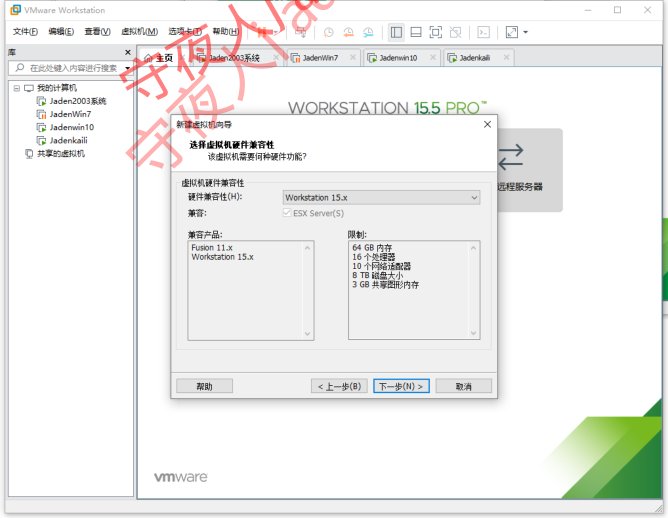 VMware Workstation
文件(F) 编辑(E) 查看(V) 虚拟机(M) 选项卡(T) 帮助(H)
库
主页 Jaden2003系统 JadenWin7 Jadenwin10 Jadenkaili
在此处键入内容进行搜索
我的计算机
Jaden2003系统
JadenWin7
Jadenwin10
Jadenkaili
共享的虚拟机
守夜人
守夜人
WORKSTATION 15.5 PRO™
远程服务器
新建虚拟机向导
选择虚拟机硬件兼容性
该虚拟机需要何种硬件功能?
虚拟机硬件兼容性
硬件兼容性(H): Workstation 15.x
兼容: ESX Server(S)
兼容产品:
Fusion 11.x
Workstation 15.x
限制:
64 GB 内存
16 个处理器
10 个网络适配器
8 TB 磁盘大小
3 GB 共享图形内存
帮助 < 上一步(B) 下一步(N) > 取消
vmware